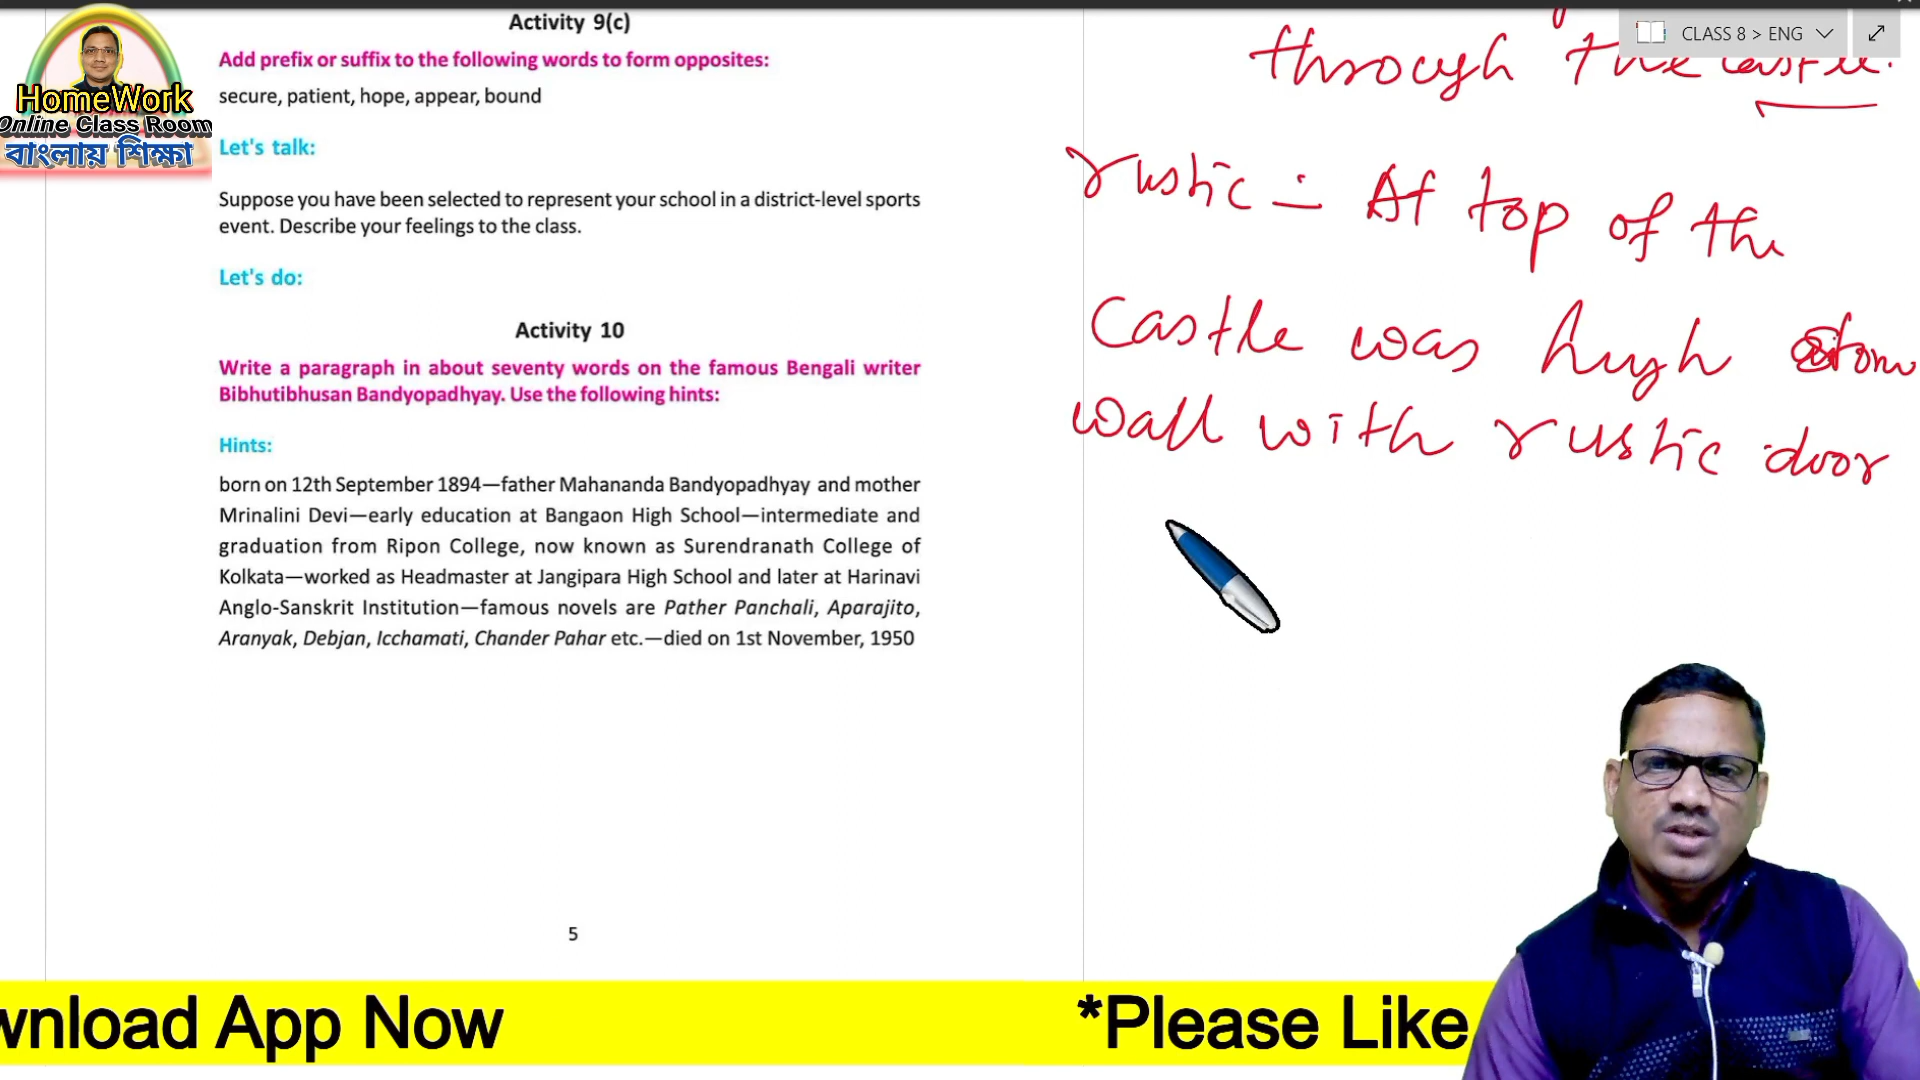 Activity 9(c)
Add prefix or suffix to the following words to form opposites:
secure, patient, hope, appear, bound
Let's talk:
Suppose you have been selected to represent your school in a district-level sports
event. Describe your feelings to the class.
Let's do:
Activity 10
Write a paragraph in about seventy words on the famous Bengali writer
Bibhutibhusan Bandyopadhyay. Use the following hints:
Hints:
born on 12th September 1894—father Mahananda Bandyopadhyay and mother
Mrinalini Devi—early education at Bangaon High School—intermediate and
graduation from Ripon College, now known as Surendranath College of
Kolkata—worked as Headmaster at Jangipara High School and later at Harinavi
Anglo-Sanskrit Institution—famous novels are Pather Panchali, Aparajito,
Aranyak, Debjan, Icchamati, Chander Pahar etc.—died on 1st November, 1950
5
HomeWork
Online Class Room
বাংলায় শিক্ষা
CLASS 8 > ENG
through the castle.
rustic - At top of the
Castle was high
wall with rustic door
wnload App Now
*Please Like